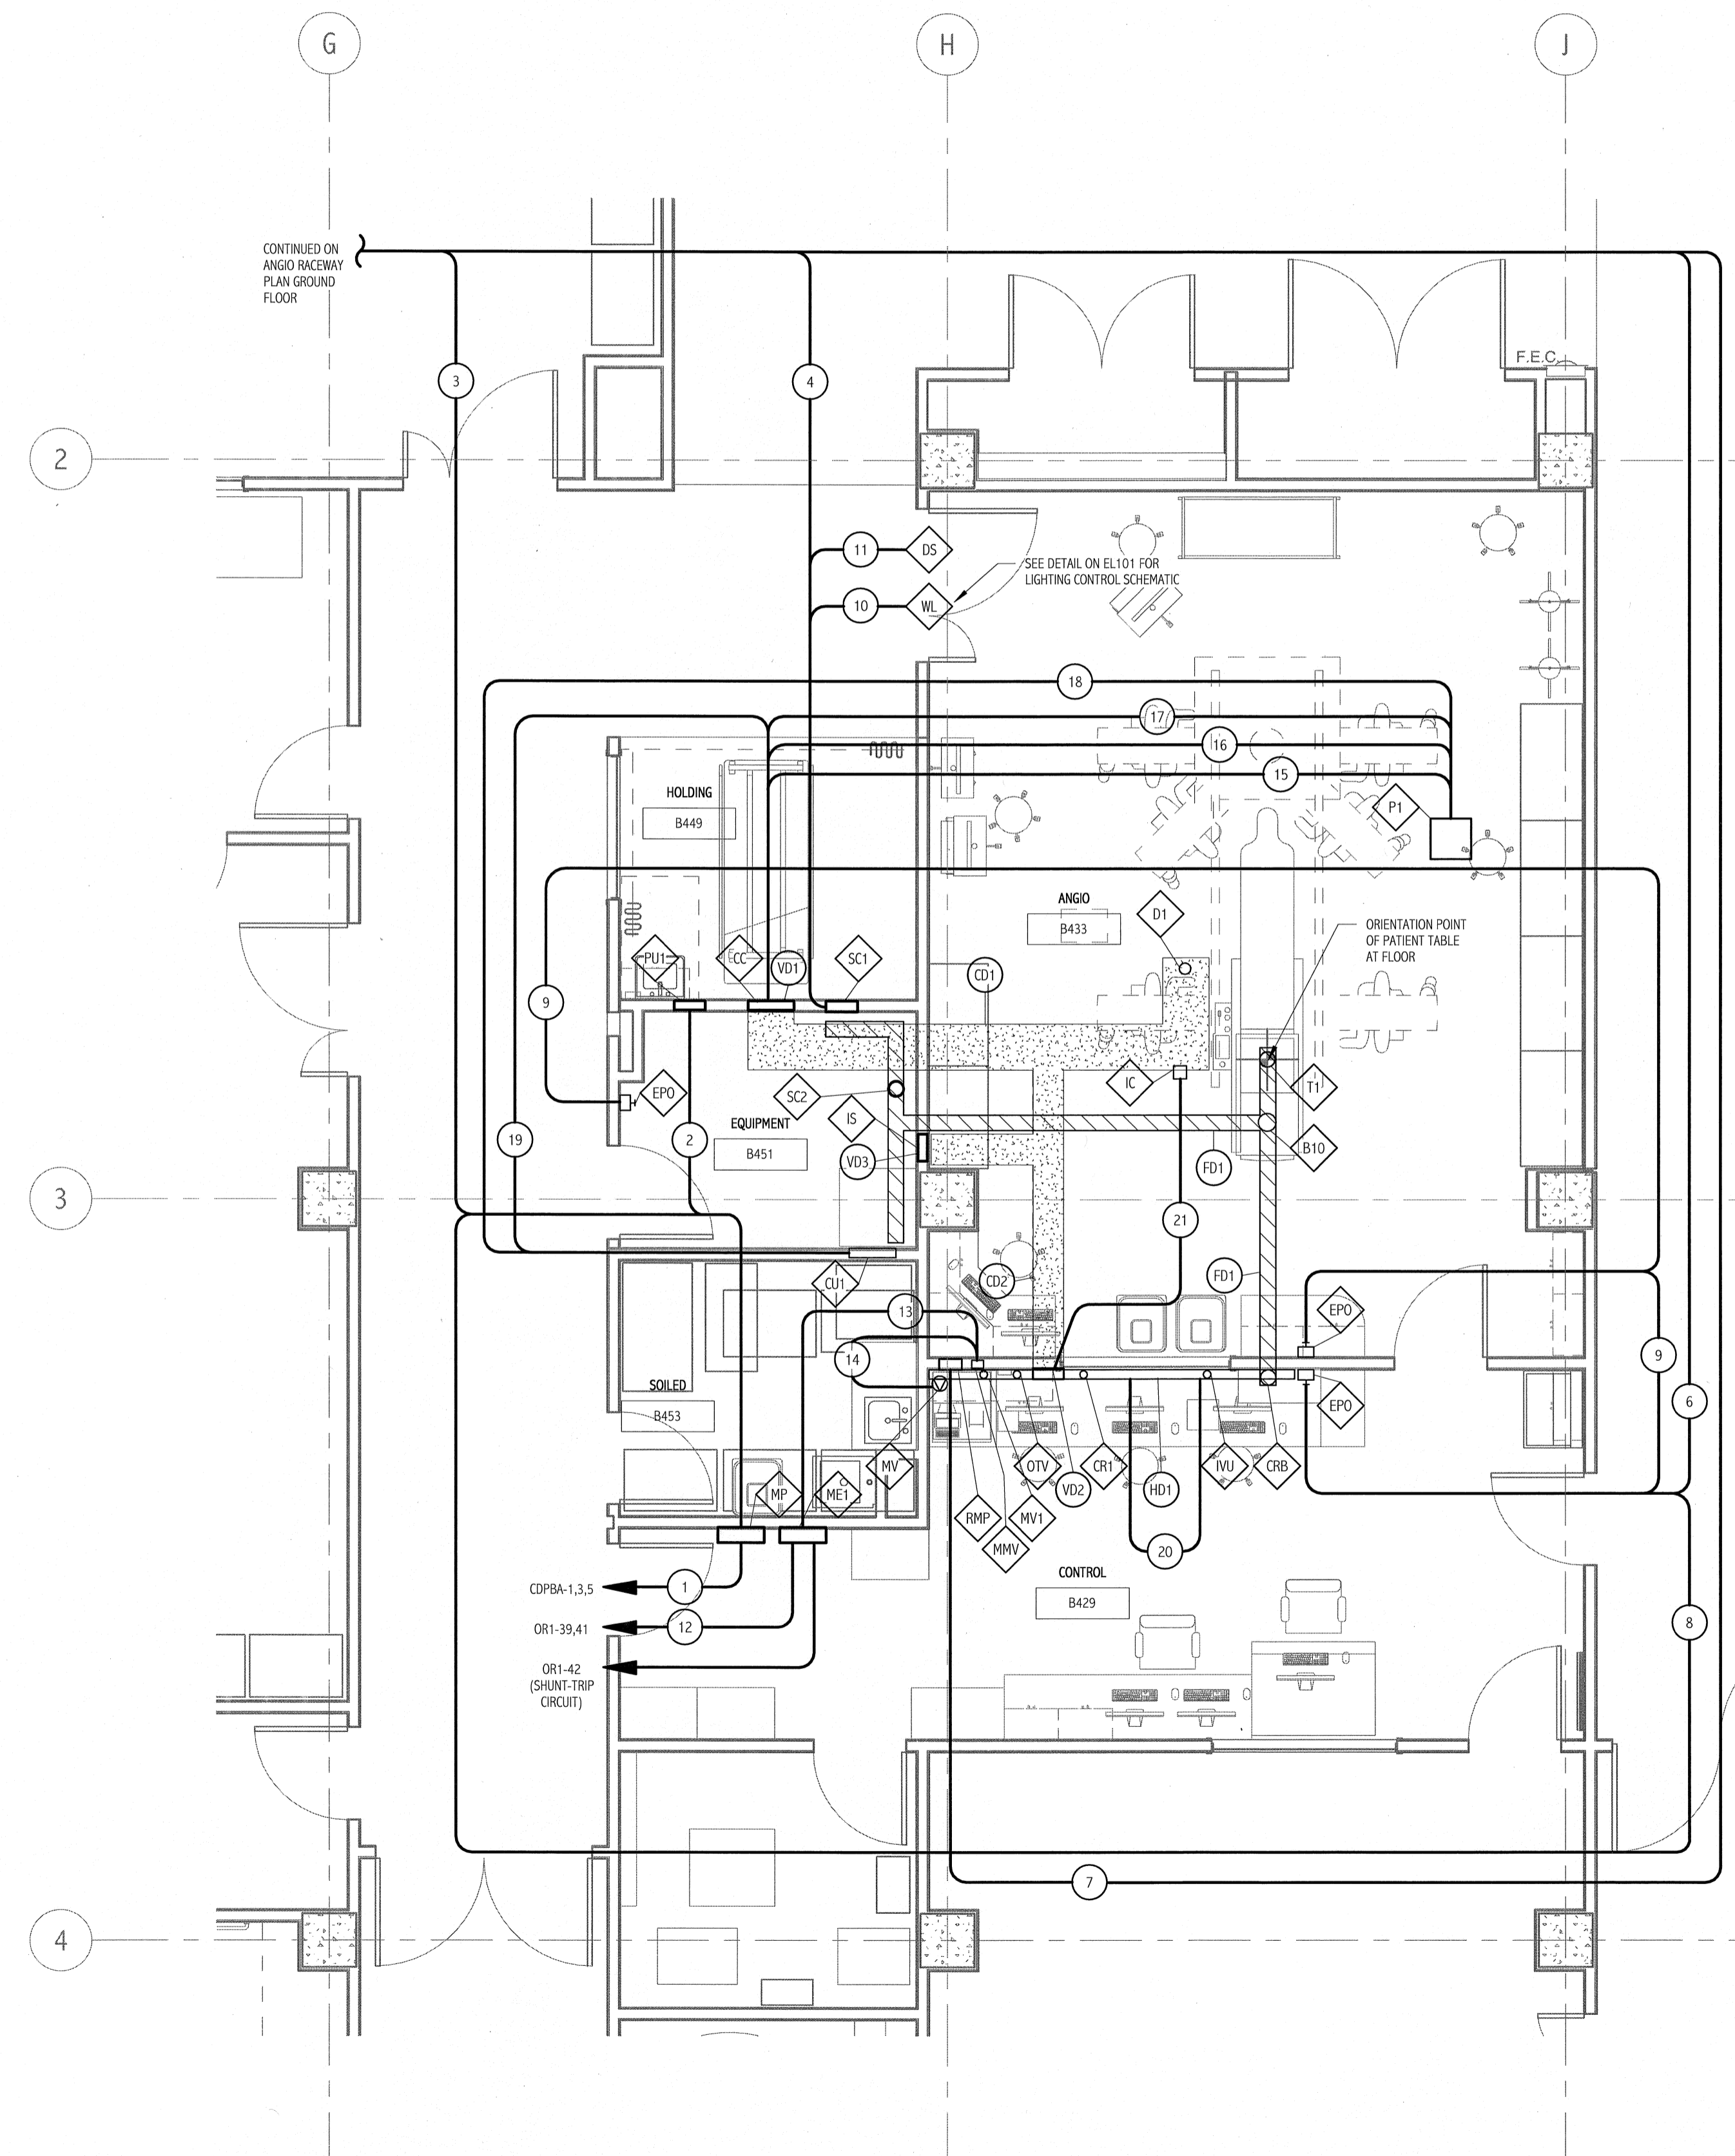 G
H
J
CONTINUED ON
ANGIO RACEWAY
PLAN GROUND
FLOOR
F.E.C.
3
4
2
11
DS
SEE DETAIL ON EL101 FOR
LIGHTING CONTROL SCHEMATIC
10
WL
18
17
16
15
HOLDING
B449
P1
ANGIO
B433
D1
ORIENTATION POINT
OF PATIENT TABLE
AT FLOOR
PU1
CC
VD1
SC1
CD1
9
EPO
SC2
IC
T1
19
2
EQUIPMENT
B451
IS
VD3
FD1
B10
3
21
CU1
CD2
FD1
13
EPO
14
9
SOILED
B453
EPO
6
MV
OTV
CR1
IVU
CRB
MP
ME1
VD2
HD1
RMP
MV1
MMV
20
CONTROL
B429
CDPBA-1,3,5
1
OR1-39,41
12
8
OR1-42
(SHUNT-TRIP
CIRCUIT)
7
4